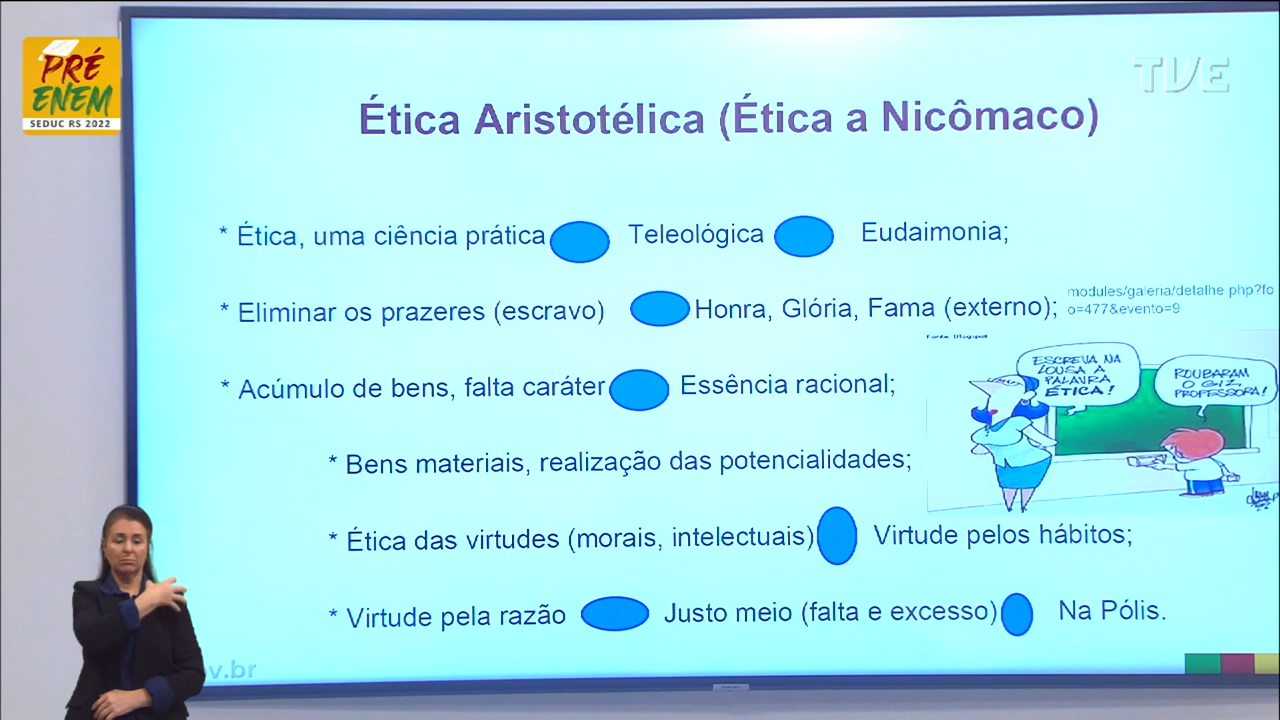 PRÉ
ENEM
SEDUC RS 2022
TVE
Ética Aristotélica (Ética a Nicômaco)
* Ética, uma ciência prática Teleológica Eudaimonia;
* Eliminar os prazeres (escravo) Honra, Glória, Fama (externo);
modules/galeria/detalhe.php?fo
o=477&evento=9
Fonte Blogspot
ESCREVA NA
LOUSA A
PALAVRA
ÉTICA!
ROUBARAM
O GIZ,
PROFESSORA!
* Acúmulo de bens, falta caráter Essência racional;
* Bens materiais, realização das potencialidades;
* Ética das virtudes (morais, intelectuais) Virtude pelos hábitos;
* Virtude pela razão Justo meio (falta e excesso) Na Pólis.
ov.br